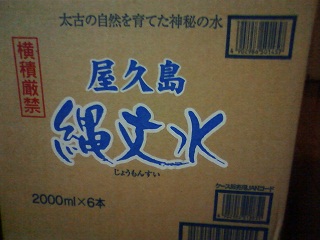 太古の自然を育てた神秘の水
横積厳禁
屋久島
縄文水
じょうもんすい
2000ml×6本